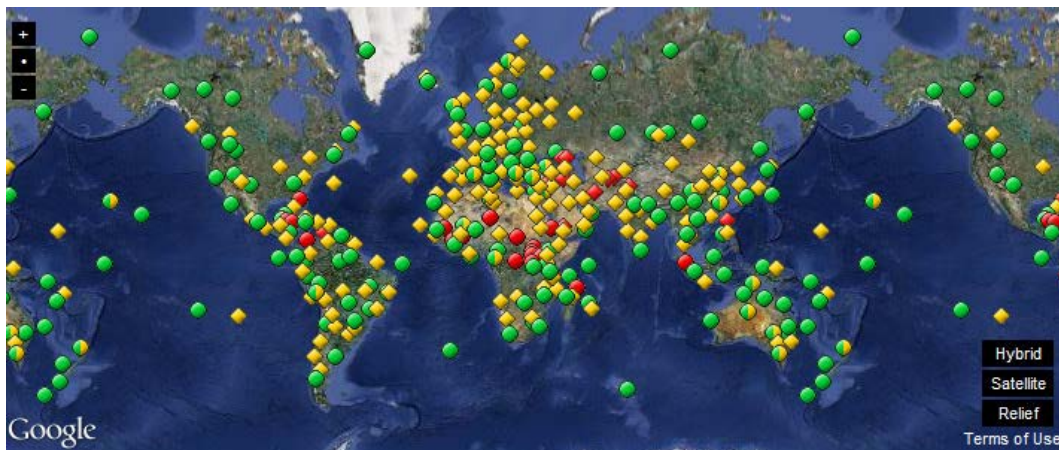 +
•
-
Hybrid
Satellite
Relief
Google
Terms of Use